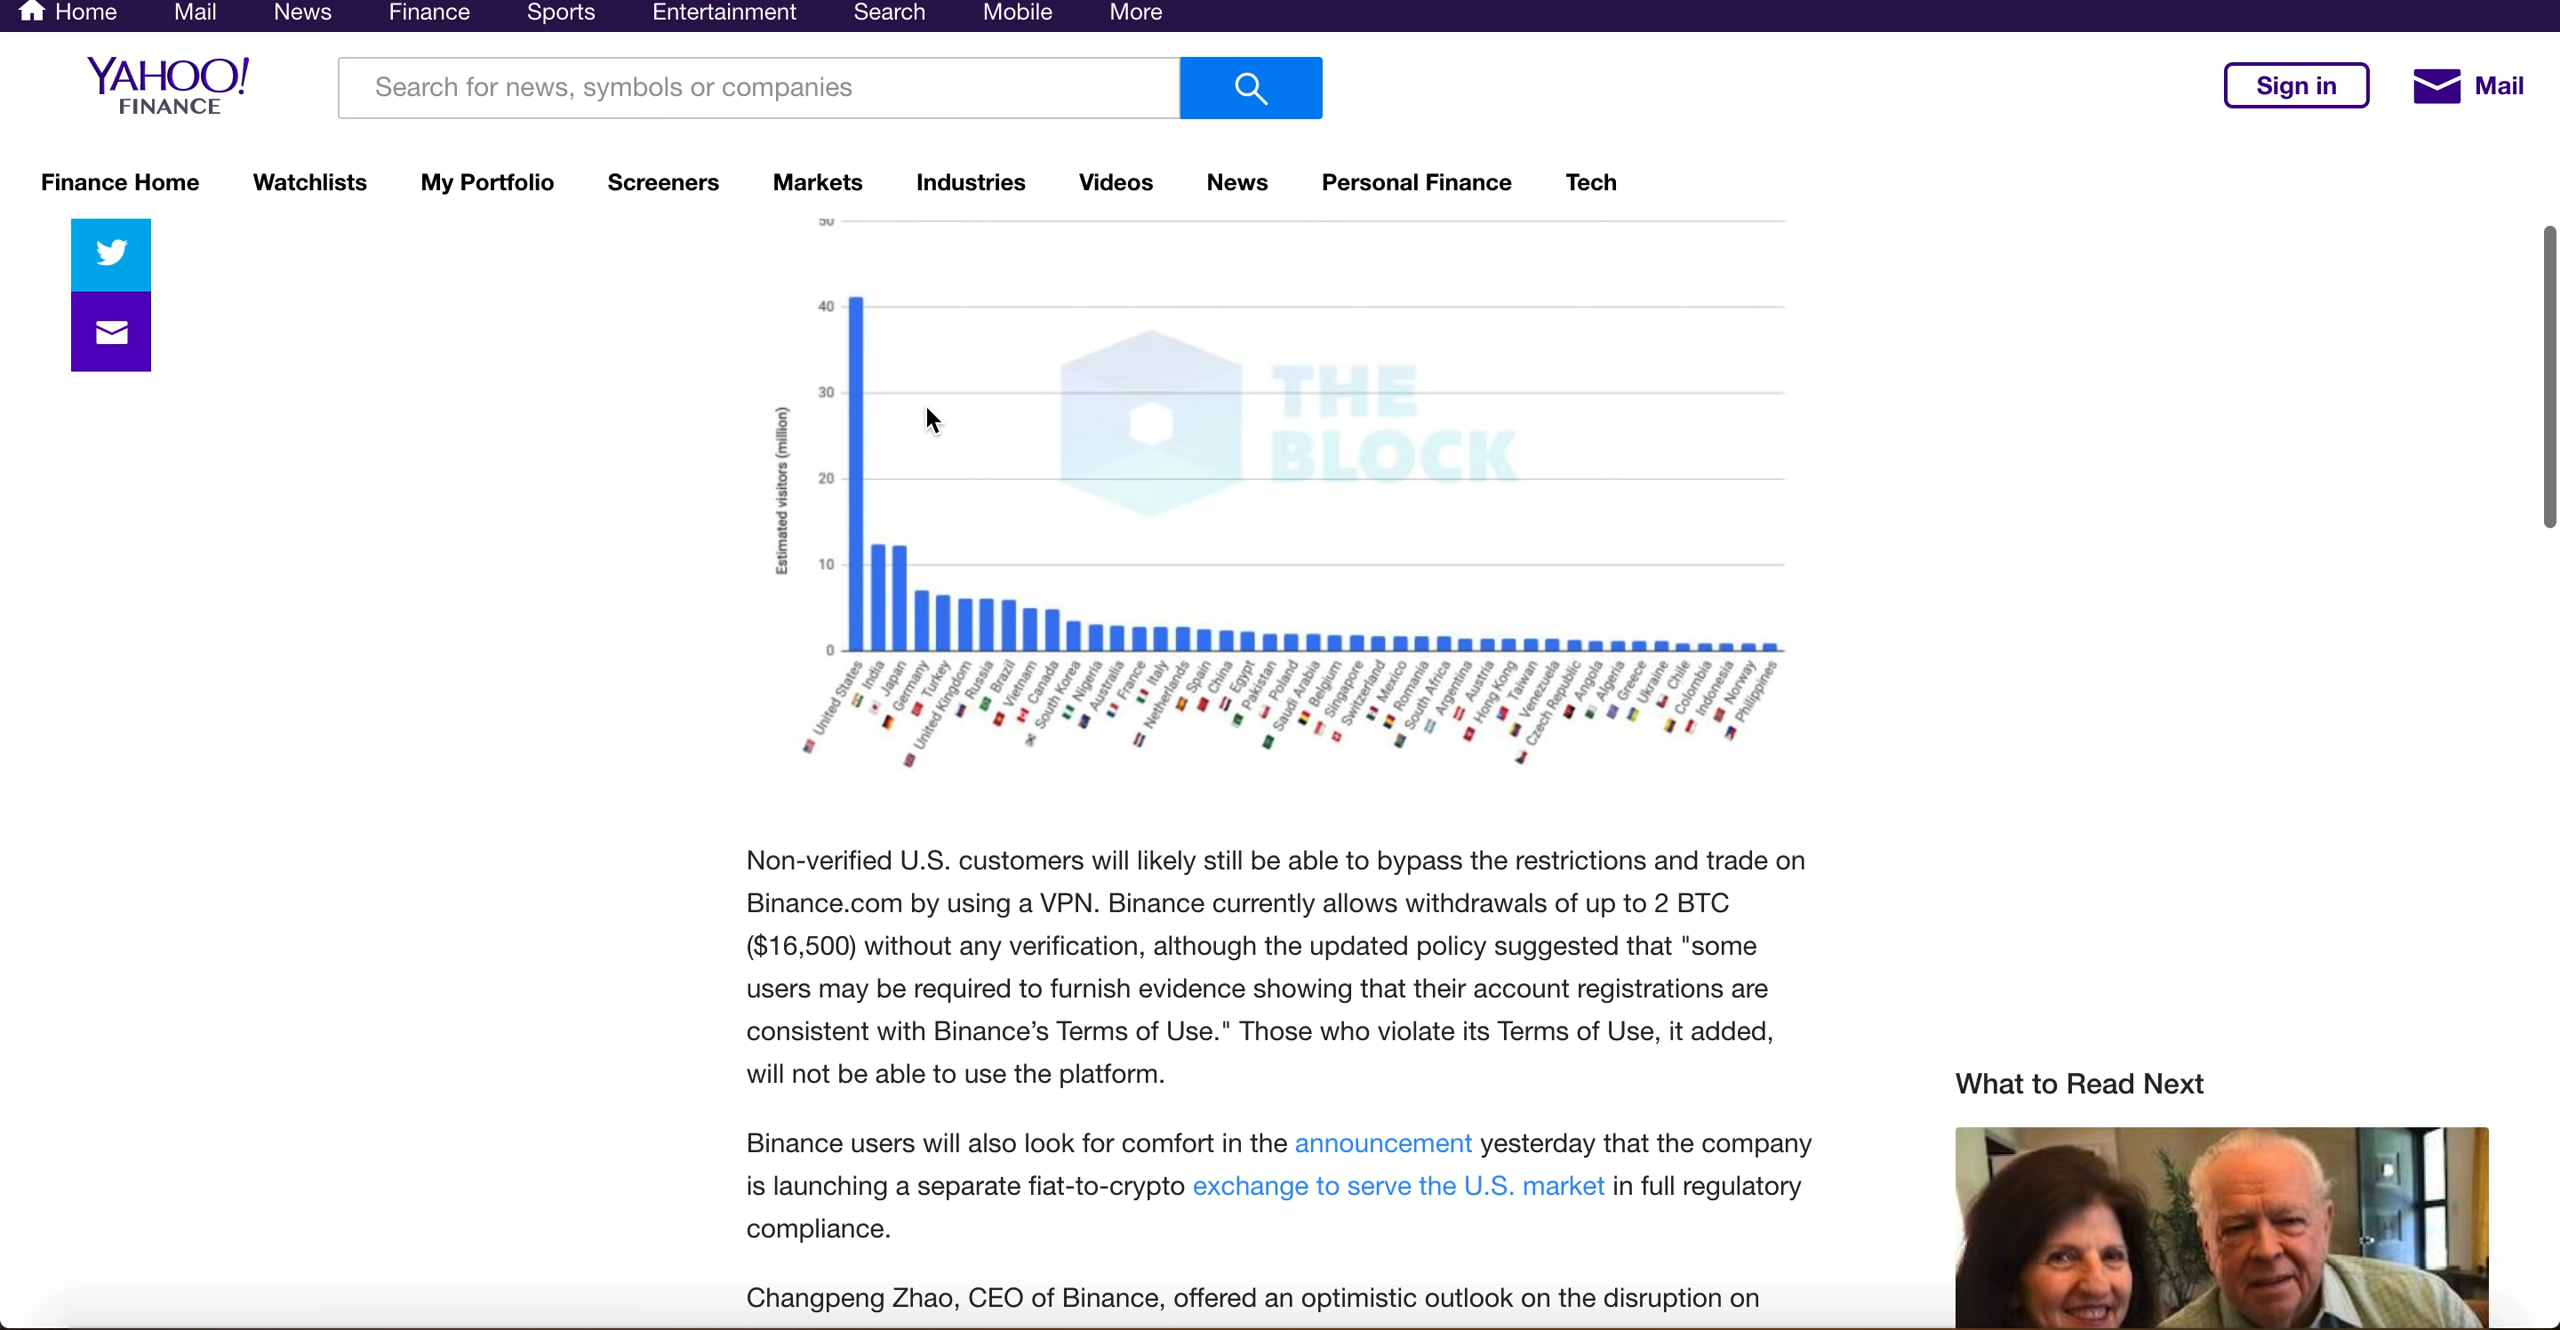 Home Mail News Finance Sports Entertainment Search Mobile More
YAHOO!
FINANCE
Search for news, symbols or companies
Sign in
Mail
Finance Home Watchlists My Portfolio Screeners Markets Industries Videos News Personal Finance Tech
50
40
30
20
10
0
Estimated visitors (million)
THE
BLOCK
United States
India
Japan
Germany
Turkey
United Kingdom
Russia
Brazil
Vietnam
Canada
South Korea
Nigeria
Australia
France
Italy
Netherlands
Spain
China
Egypt
Pakistan
Poland
Saudi Arabia
Belgium
Singapore
Switzerland
Mexico
Romania
South Africa
Argentina
Austria
Hong Kong
Taiwan
Venezuela
Czech Republic
Angola
Algeria
Greece
Ukraine
Chile
Colombia
Indonesia
Norway
Philippines
Non-verified U.S. customers will likely still be able to bypass the restrictions and trade on
Binance.com by using a VPN. Binance currently allows withdrawals of up to 2 BTC
($16,500) without any verification, although the updated policy suggested that "some
users may be required to furnish evidence showing that their account registrations are
consistent with Binance’s Terms of Use." Those who violate its Terms of Use, it added,
will not be able to use the platform.
Binance users will also look for comfort in the announcement yesterday that the company
is launching a separate fiat-to-crypto exchange to serve the U.S. market in full regulatory
compliance.
Changpeng Zhao, CEO of Binance, offered an optimistic outlook on the disruption on
What to Read Next